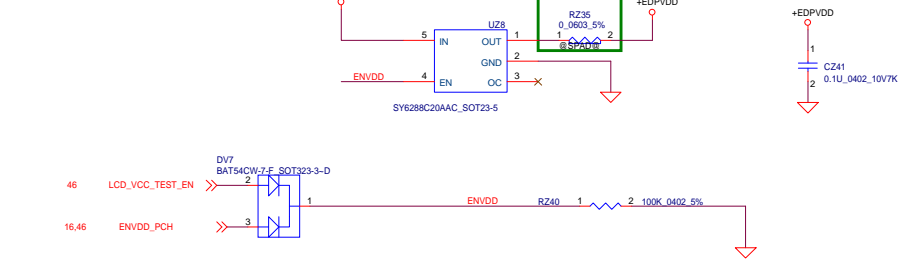 +EDPVDD
RZ35
0_0603_5%
1 2
@SPAD@
+EDPVDD
1
CZ41
0.1U_0402_10V7K
2
UZ8
5 IN OUT 1
GND 2
ENVDD 4 EN OC 3
SY6288C20AAC_SOT23-5
DV7
BAT54CW-7-F_SOT323-3~D
46 LCD_VCC_TEST_EN 2
1 ENVDD RZ40 1 2 100K_0402_5%
16,46 ENVDD_PCH 3